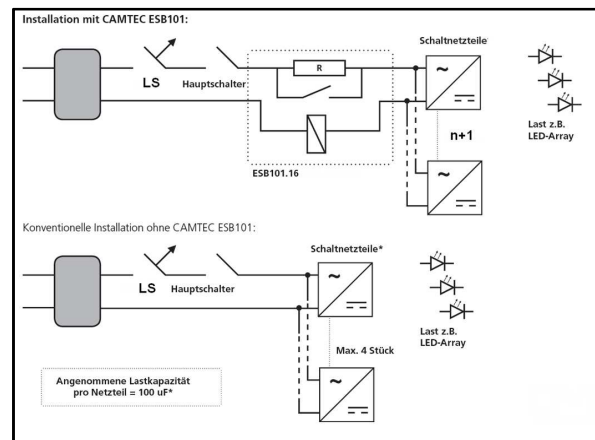 Installation mit CAMTEC ESB101:
Schaltnetzteile
R
LS
Hauptschalter
~
n+1
Last z.B.
LED-Array
ESB101.16
~
Konventionelle Installation ohne CAMTEC ESB101:
Schaltnetzteile*
LS
Hauptschalter
~
Last z.B.
LED-Array
Max. 4 Stück
Angenommene Lastkapazität
pro Netzteil = 100 uF*
~